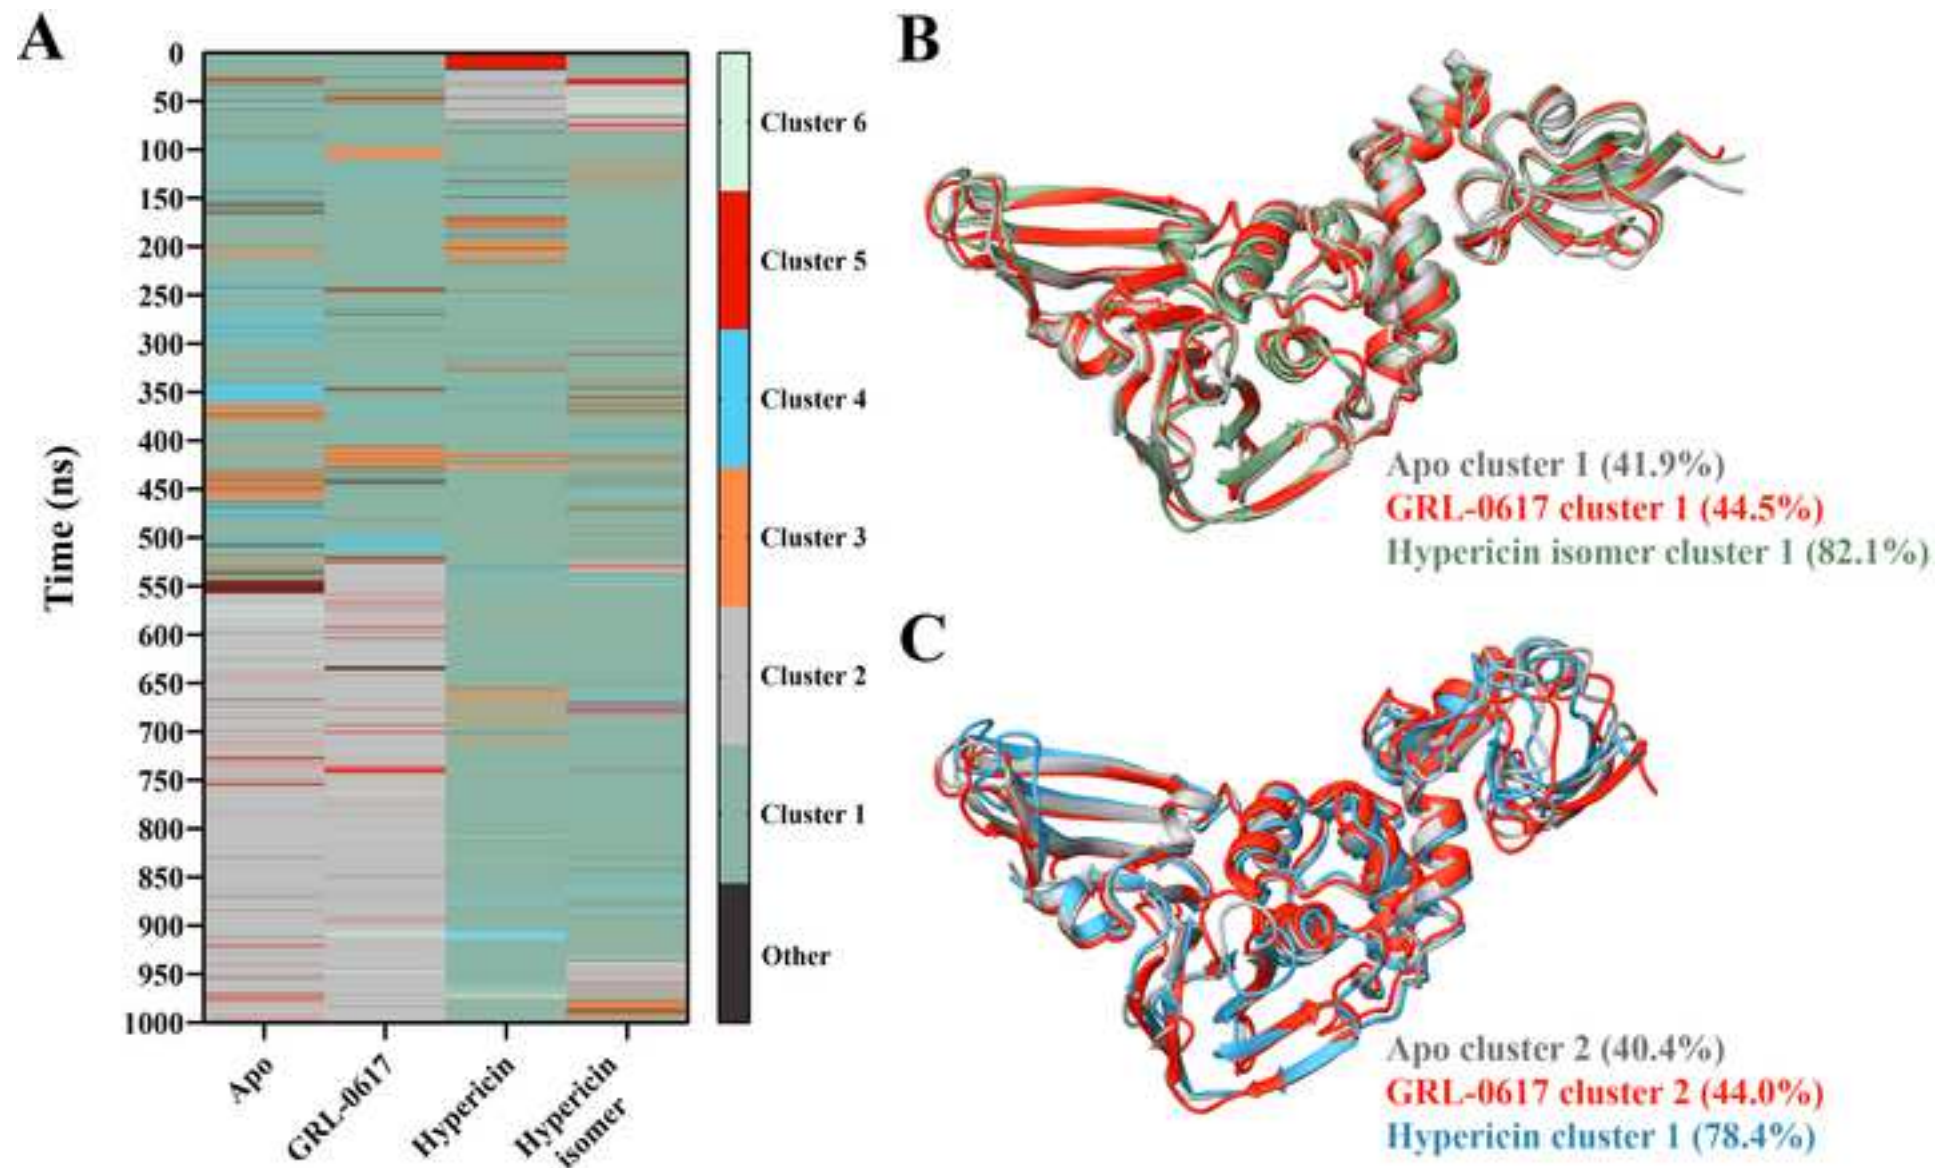 A
Time (ns)
0
50
100
150
200
250
300
350
400
450
500
550
600
650
700
750
800
850
900
950
1000
Apo
GRL-0617
Hypericin
Hypericin
isomer
Cluster 6
Cluster 5
Cluster 4
Cluster 3
Cluster 2
Cluster 1
Other
B
Apo cluster 1 (41.9%)
GRL-0617 cluster 1 (44.5%)
Hypericin isomer cluster 1 (82.1%)
C
Apo cluster 2 (40.4%)
GRL-0617 cluster 2 (44.0%)
Hypericin cluster 1 (78.4%)